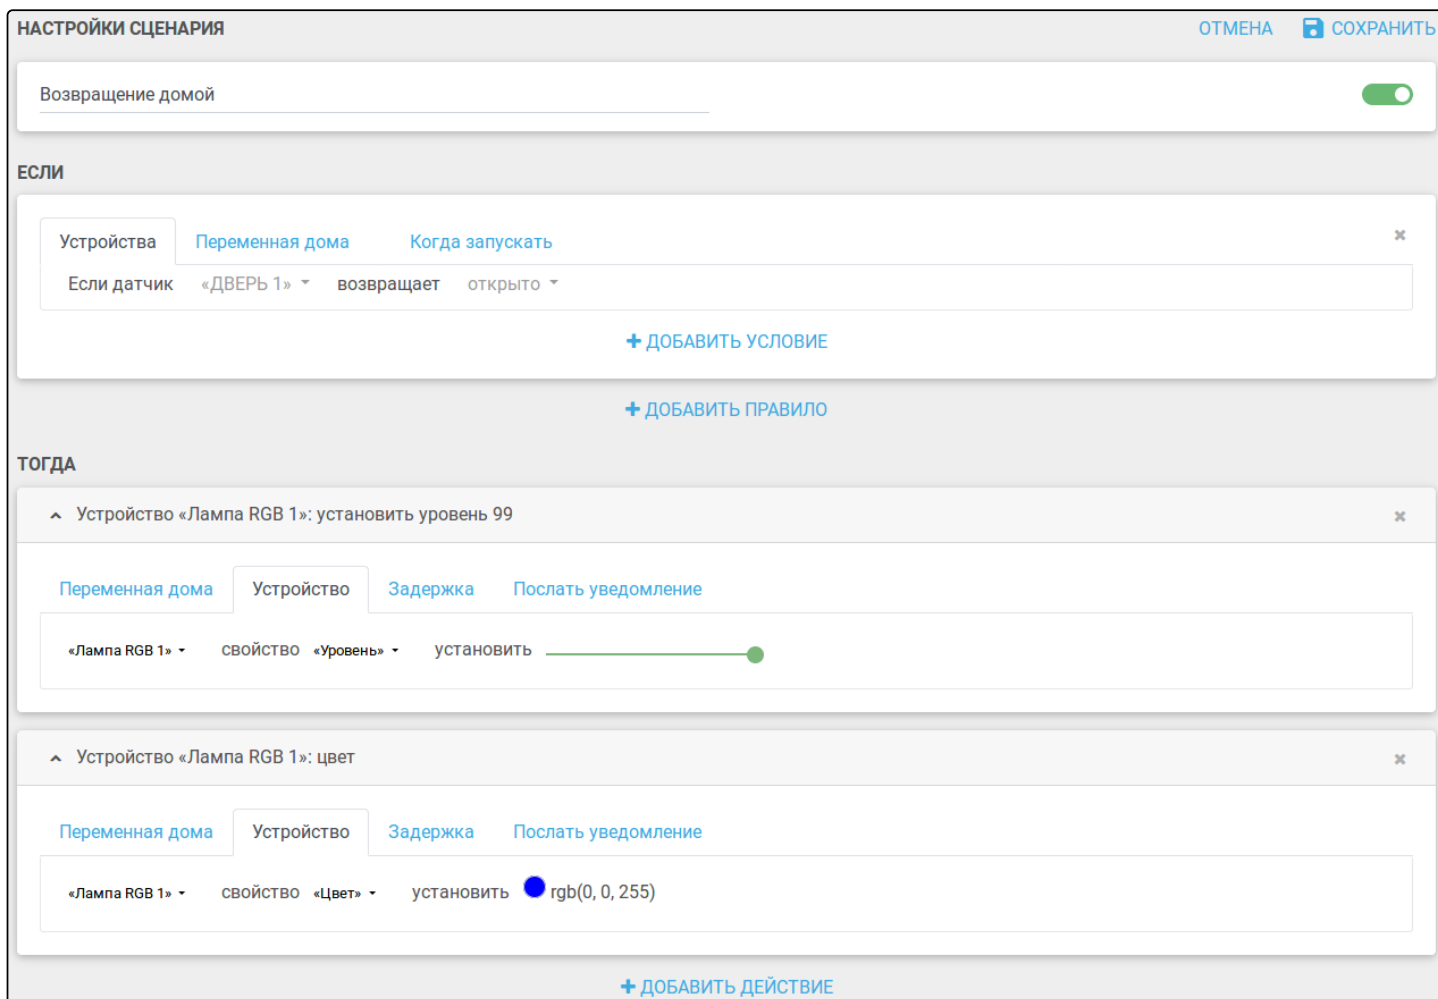 НАСТРОЙКИ СЦЕНАРИЯ ОТМЕНА СОХРАНИТЬ
Возвращение домой
ЕСЛИ
Устройства Переменная дома Когда запускать
Если датчик «ДВЕРЬ 1» возвращает открыто
+ ДОБАВИТЬ УСЛОВИЕ
+ ДОБАВИТЬ ПРАВИЛО
ТОГДА
Устройство «Лампа RGB 1»: установить уровень 99
Переменная дома Устройство Задержка Послать уведомление
«Лампа RGB 1» свойство «Уровень» установить
Устройство «Лампа RGB 1»: цвет
Переменная дома Устройство Задержка Послать уведомление
«Лампа RGB 1» свойство «Цвет» установить rgb(0, 0, 255)
+ ДОБАВИТЬ ДЕЙСТВИЕ